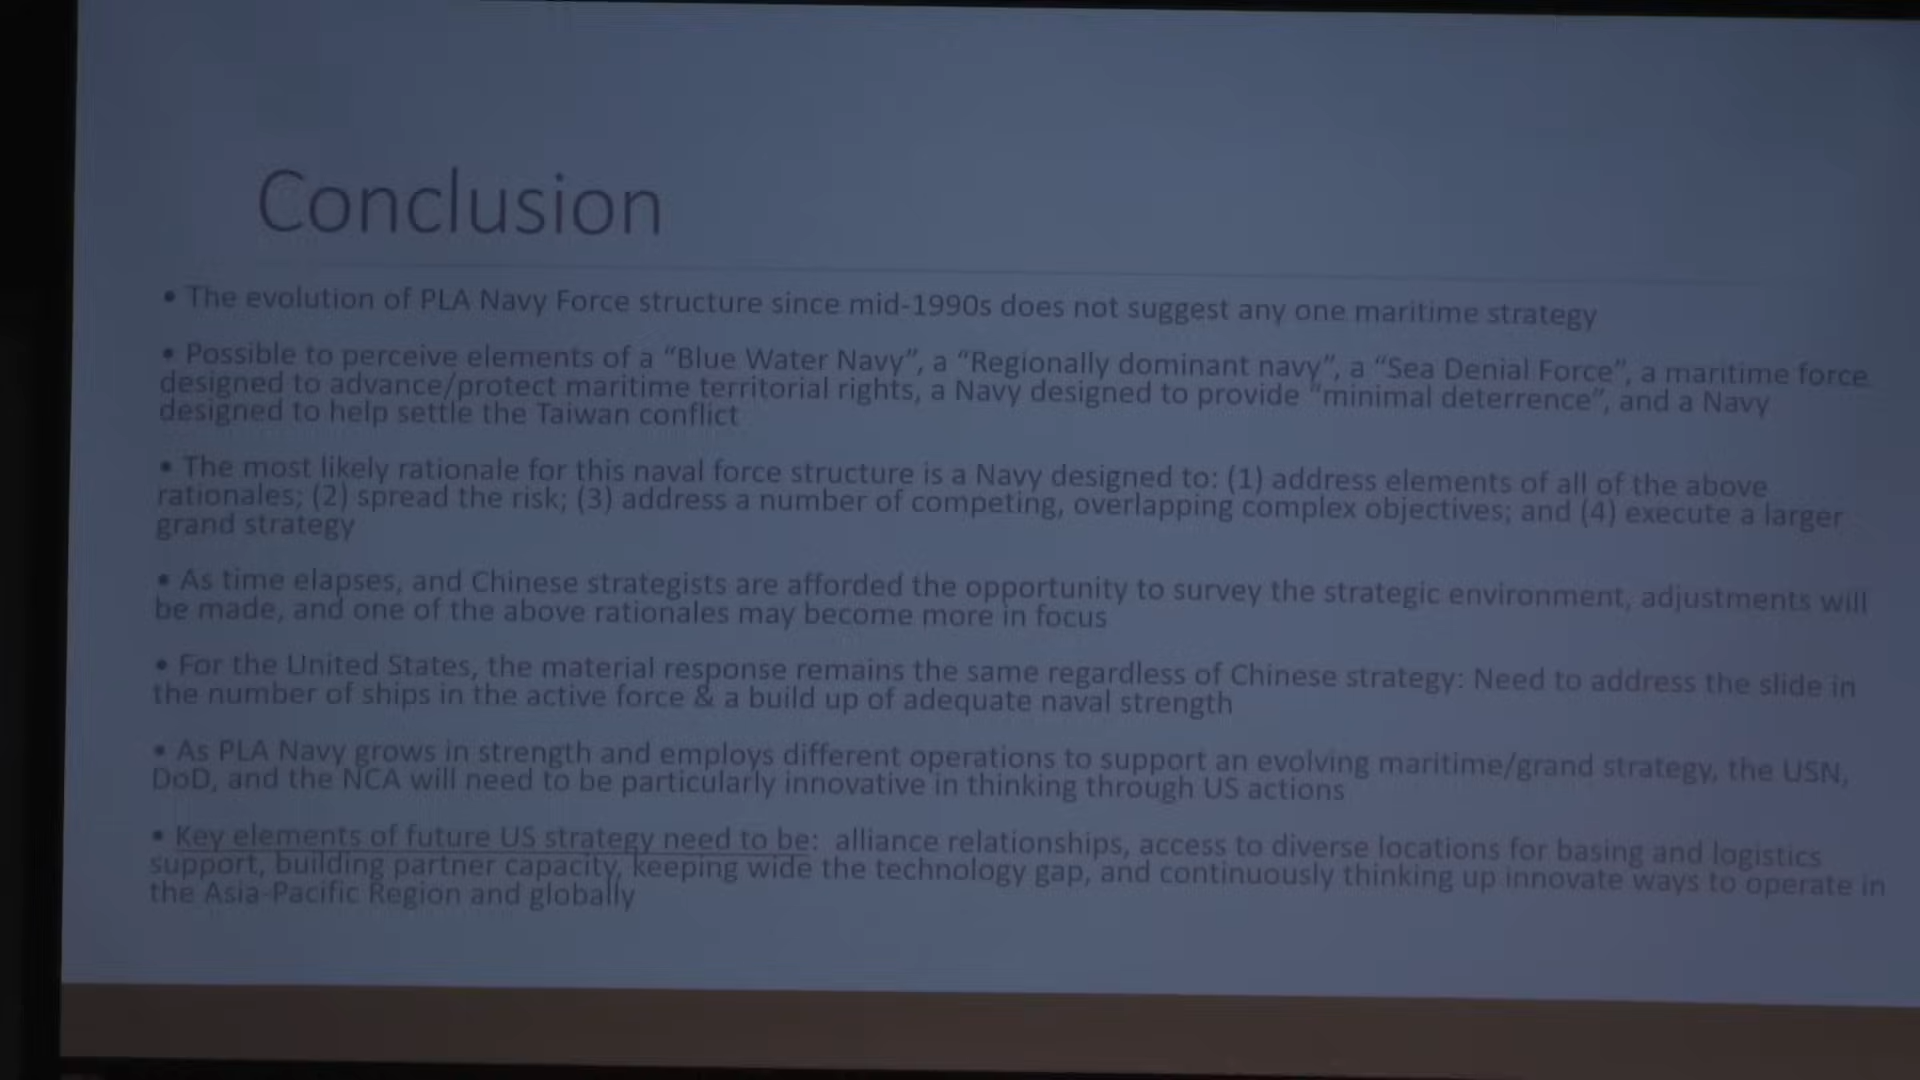 Conclusion
• The evolution of PLA Navy Force structure since mid-1990s does not suggest any one maritime strategy
• Possible to perceive elements of a “Blue Water Navy”, a “Regionally dominant navy”, a “Sea Denial Force”, a maritime force
designed to advance/protect maritime territorial rights, a Navy designed to provide “minimal deterrence”, and a Navy
designed to help settle the Taiwan conflict
• The most likely rationale for this naval force structure is a Navy designed to: (1) address elements of all of the above
rationales; (2) spread the risk; (3) address a number of competing, overlapping complex objectives; and (4) execute a larger
grand strategy
• As time elapses, and Chinese strategists are afforded the opportunity to survey the strategic environment, adjustments will
be made, and one of the above rationales may become more in focus
• For the United States, the material response remains the same regardless of Chinese strategy: Need to address the slide in
the number of ships in the active force & a build up of adequate naval strength
• As PLA Navy grows in strength and employs different operations to support an evolving maritime/grand strategy, the USN,
DoD, and the NCA will need to be particularly innovative in thinking through US actions
• Key elements of future US strategy need to be: alliance relationships, access to diverse locations for basing and logistics
support, building partner capacity, keeping wide the technology gap, and continuously thinking up innovate ways to operate in
the Asia-Pacific Region and globally